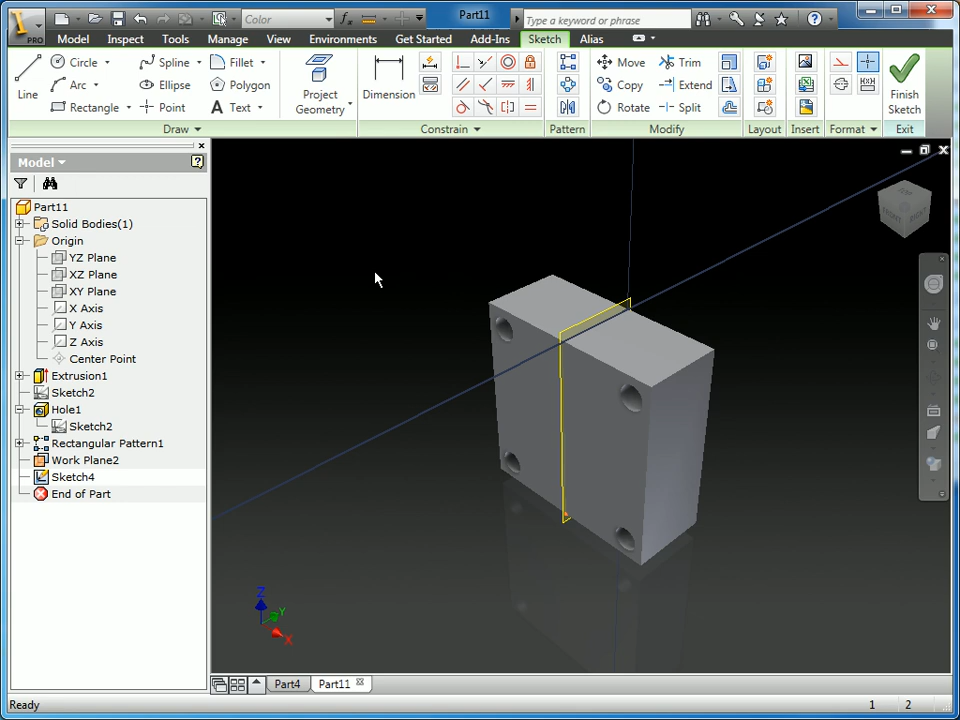 PRO
Color
Part11
Type a keyword or phrase
Model
Inspect
Tools
Manage
View
Environments
Get Started
Add-Ins
Sketch
Alias
Line
Circle
Arc
Rectangle
Spline
Ellipse
Point
Fillet
Polygon
Text
Project
Geometry
Dimension
Move
Copy
Rotate
Trim
Extend
Split
Finish
Sketch
Draw
Constrain
Pattern
Modify
Layout
Insert
Format
Exit
Model
Part11
Solid Bodies(1)
Origin
YZ Plane
XZ Plane
XY Plane
X Axis
Y Axis
Z Axis
Center Point
Extrusion1
Sketch2
Hole1
Sketch2
Rectangular Pattern1
Work Plane2
Sketch4
End of Part
FRONT
RIGHT
Z
Y
X
Part4
Part11
Ready
1
2